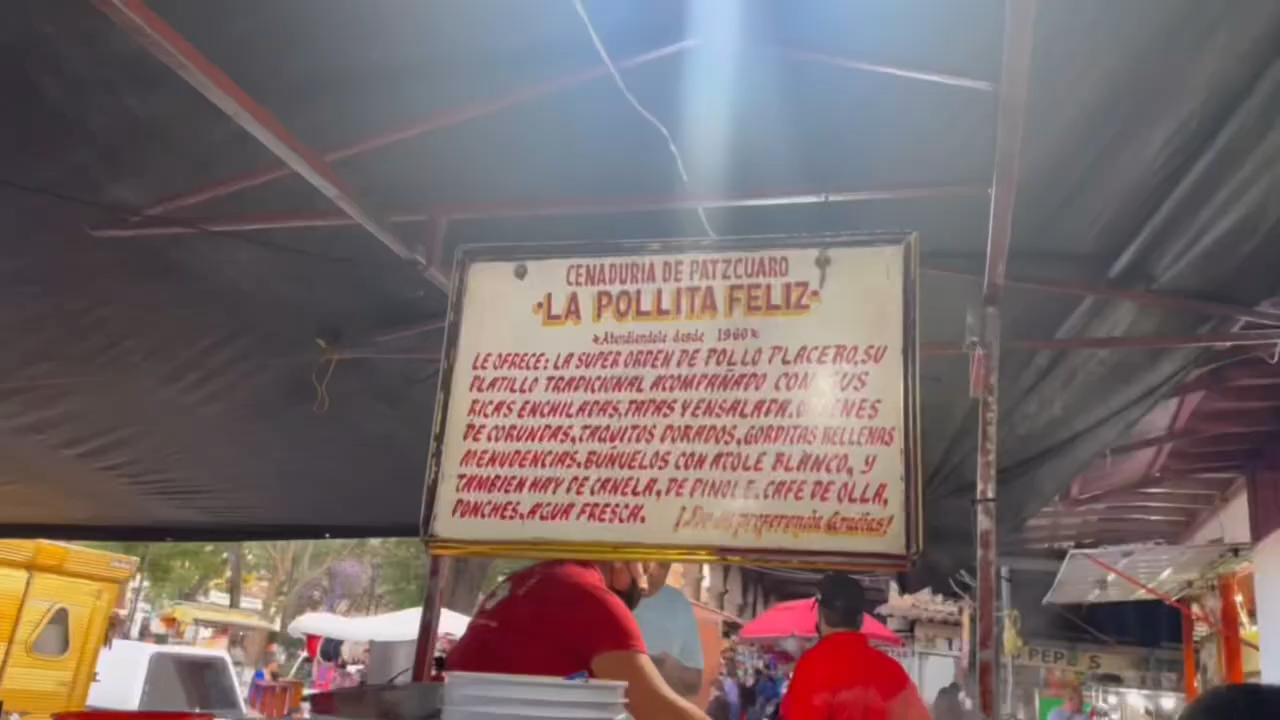 CENADURIA DE PATZCUARO
·LA POLLITA FELIZ·
Atendiendole desde 1960
LE OFRECE: LA SUPER ORDEN DE POLLO PLACERO, SU
PLATILLO TRADICIONAL ACOMPAÑADO CON SUS
RICAS ENCHILADAS, PAPAS Y ENSALADA. ORDENES
DE CORUNDAS, TAQUITOS DORADOS, GORDITAS RELLENAS
MENUDENCIAS. BUÑUELOS CON ATOLE BLANCO, Y
TAMBIEN HAY DE CANELA, DE PINOLE. CAFE DE OLLA,
PONCHES, AGUA FRESCA. ¡Por su preferencia Gracias!